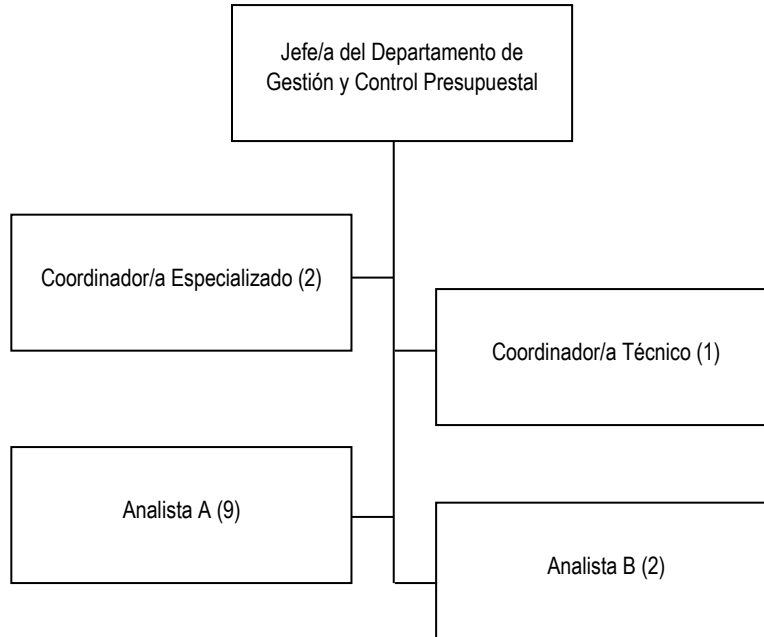 Jefe/a del Departamento de
Gestión y Control Presupuestal
Coordinador/a Especializado (2)
Coordinador/a Técnico (1)
Analista A (9)
Analista B (2)